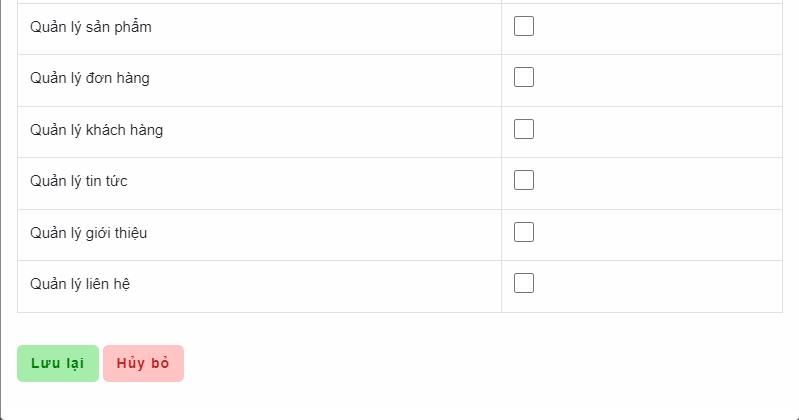 Quản lý sản phẩm
Quản lý đơn hàng
Quản lý khách hàng
Quản lý tin tức
Quản lý giới thiệu
Quản lý liên hệ
Lưu lại Hủy bỏ